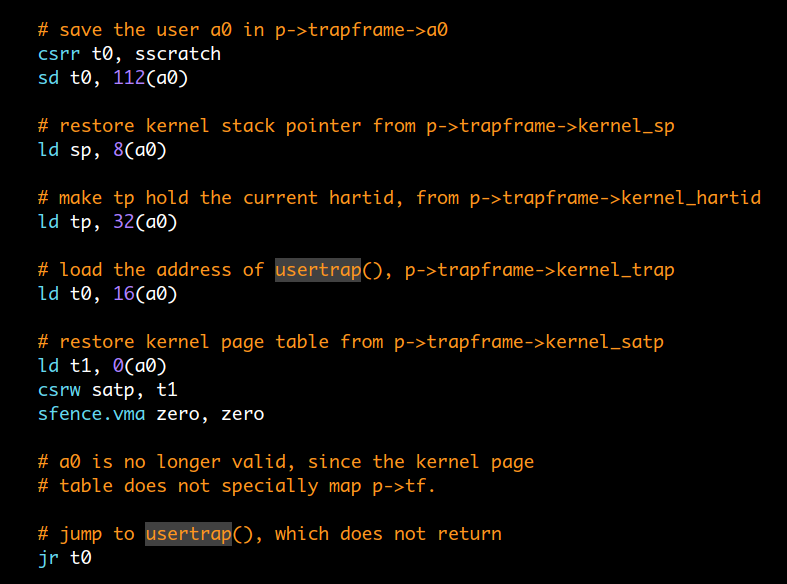 # save the user a0 in p->trapframe->a0
csrr t0, sscratch
sd t0, 112(a0)
# restore kernel stack pointer from p->trapframe->kernel_sp
ld sp, 8(a0)
# make tp hold the current hartid, from p->trapframe->kernel_hartid
ld tp, 32(a0)
# load the address of usertrap(), p->trapframe->kernel_trap
ld t0, 16(a0)
# restore kernel page table from p->trapframe->kernel_satp
ld t1, 0(a0)
csrw satp, t1
sfence.vma zero, zero
# a0 is no longer valid, since the kernel page
# table does not specially map p->tf.
# jump to usertrap(), which does not return
jr t0